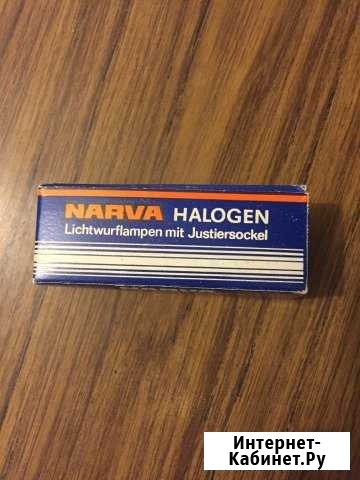 NARVA HALOGEN
Lichtwurflampen mit Justiersockel
Интернет-
Кабинет.Ру